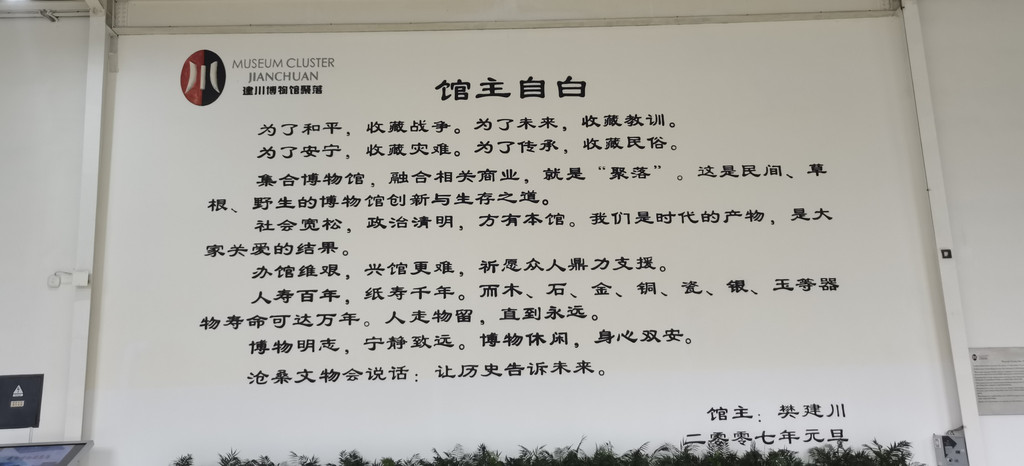 MUSEUM CLUSTER
JIANCHUAN
建川博物馆聚落
馆主自白
为了和平，收藏战争。为了未来，收藏教训。
为了安宁，收藏灾难。为了传承，收藏民俗。
集合博物馆，融合相关商业，就是“聚落”。这是民间、草
根、野生的博物馆创新与生存之道。
社会宽松，政治清明，方有本馆。我们是时代的产物，是大
家关爱的结果。
办馆维艰，兴馆更难，祈愿众人鼎力支援。
人寿百年，纸寿千年。而木、石、金、铜、瓷、银、玉等器
物寿命可达万年。人走物留，直到永远。
博物明志，宁静致远。博物休闲，身心双安。
沧桑文物会说话：让历史告诉未来。
馆主：樊建川
二零零七年元旦